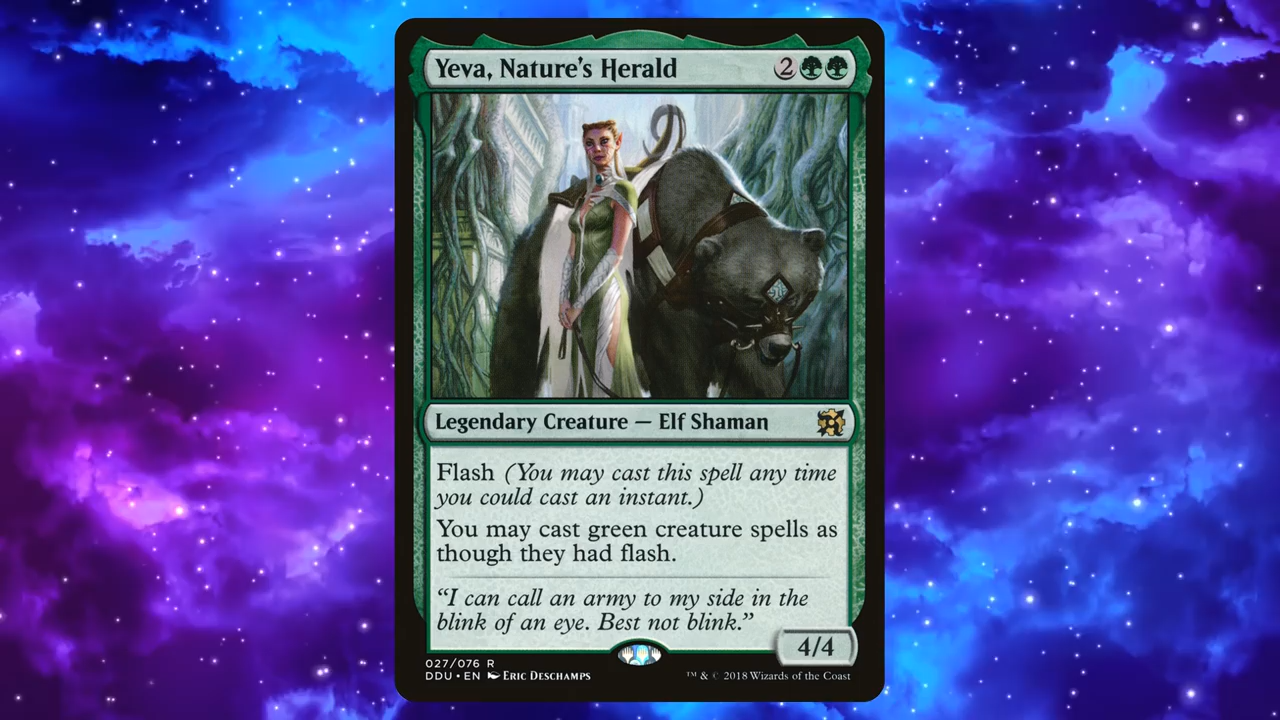 Yeva, Nature's Herald 2
Legendary Creature — Elf Shaman
Flash (You may cast this spell any time
you could cast an instant.)
You may cast green creature spells as
though they had flash.
“I can call an army to my side in the
blink of an eye. Best not blink.”
4/4
027/076 R
DDU • EN Eric Deschamps
™ & © 2018 Wizards of the Coast